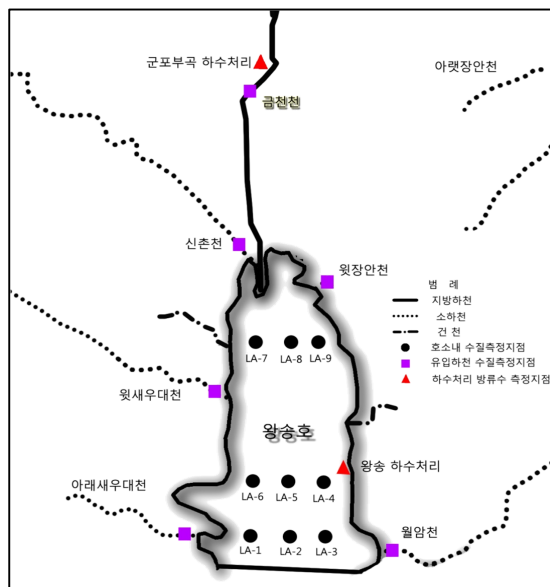 군포부곡 하수처리
아랫장안천
금천천
신촌천
윗장안천
범 례
지방하천
소하천
건 천
호소내 수질측정지점
유입하천 수질측정지점
하수처리 방류수 측정지점
LA-7
LA-8
LA-9
윗새우대천
왕송호
왕송 하수처리
아래새우대천
LA-6
LA-5
LA-4
월암천
LA-1
LA-2
LA-3